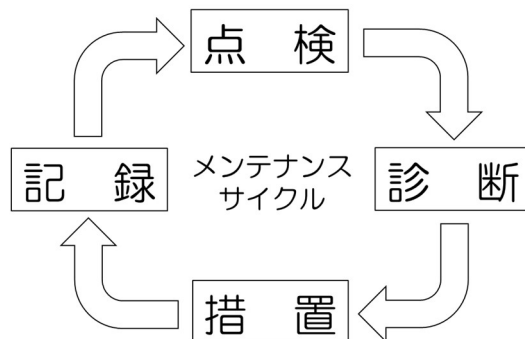 点 検
記 録
メンテナンス
サイクル
診 断
措 置